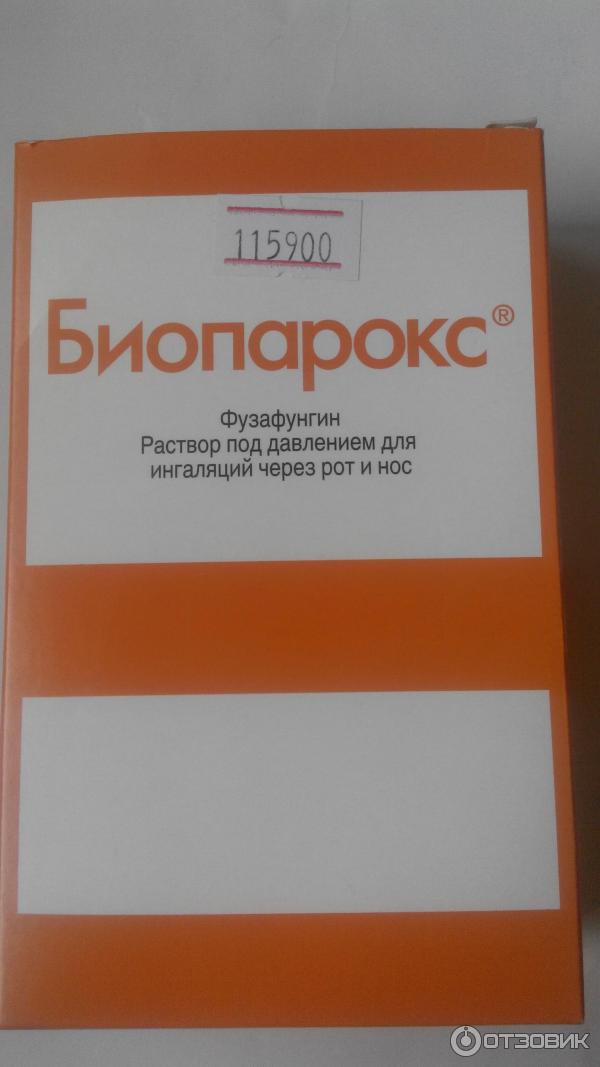 115900
Биопарокс®
Фузафунгин
Раствор под давлением для
ингаляций через рот и нос
ОТЗОВИК